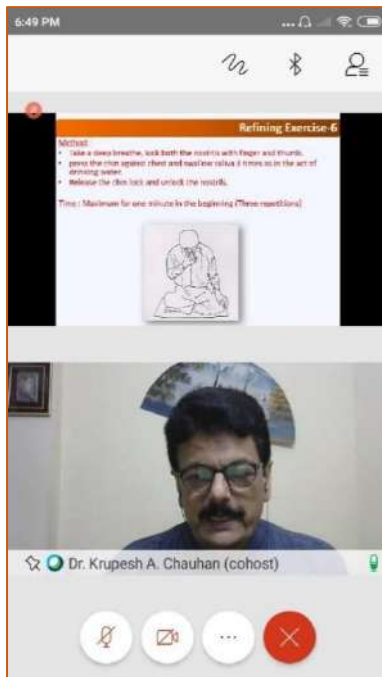 6:49 PM
Refining Exercise-6
Method:
• Take a deep breathe, lock both the nostrils with finger and thumb.
• press the chin against chest and swallow saliva 3 times as in the act of
drinking water.
• Release the chin lock and unlock the nostrils.
Time : Maximum for one minute in the beginning (Three repetitions)
Dr. Krupesh A. Chauhan (cohost)